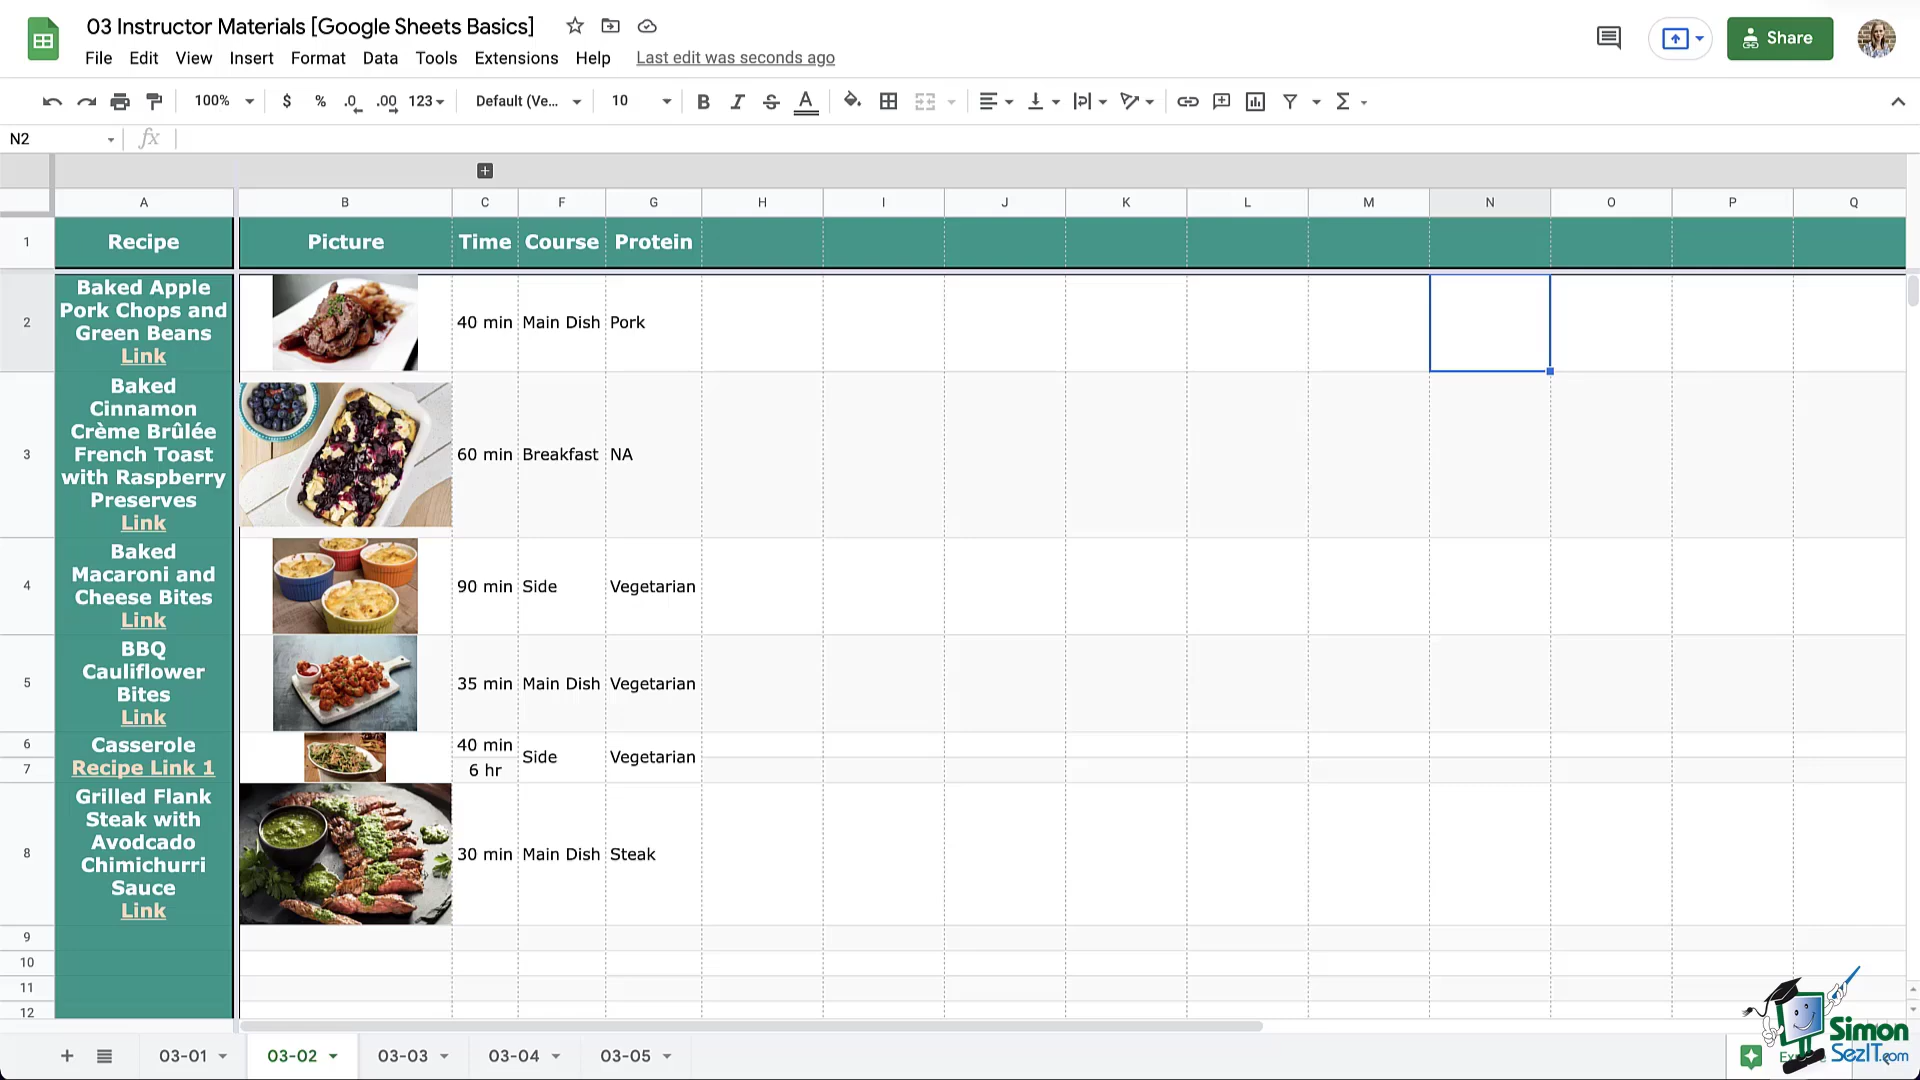 03 Instructor Materials [Google Sheets Basics]
File Edit View Insert Format Data Tools Extensions Help Last edit was seconds ago
Share
100% $ % .0 .00 123 Default (Ve... 10 B I S A Σ
N2 fx
A B C F G H I J K L M N O P Q
1 Recipe Picture Time Course Protein
Baked Apple
Pork Chops and
Green Beans
Link
2 40 min Main Dish Pork
Baked
Cinnamon
Crème Brûlée
French Toast
with Raspberry
Preserves
Link
3 60 min Breakfast NA
Baked
Macaroni and
Cheese Bites
Link
4 90 min Side Vegetarian
BBQ
Cauliflower
Bites
Link
5 35 min Main Dish Vegetarian
6 Casserole 40 min Side Vegetarian
7 Recipe Link 1 6 hr
Grilled Flank
Steak with
Avodcado
Chimichurri
Sauce
Link
8 30 min Main Dish Steak
9
10
11
12
03-01 03-02 03-03 03-04 03-05
Simon
SezIT.com